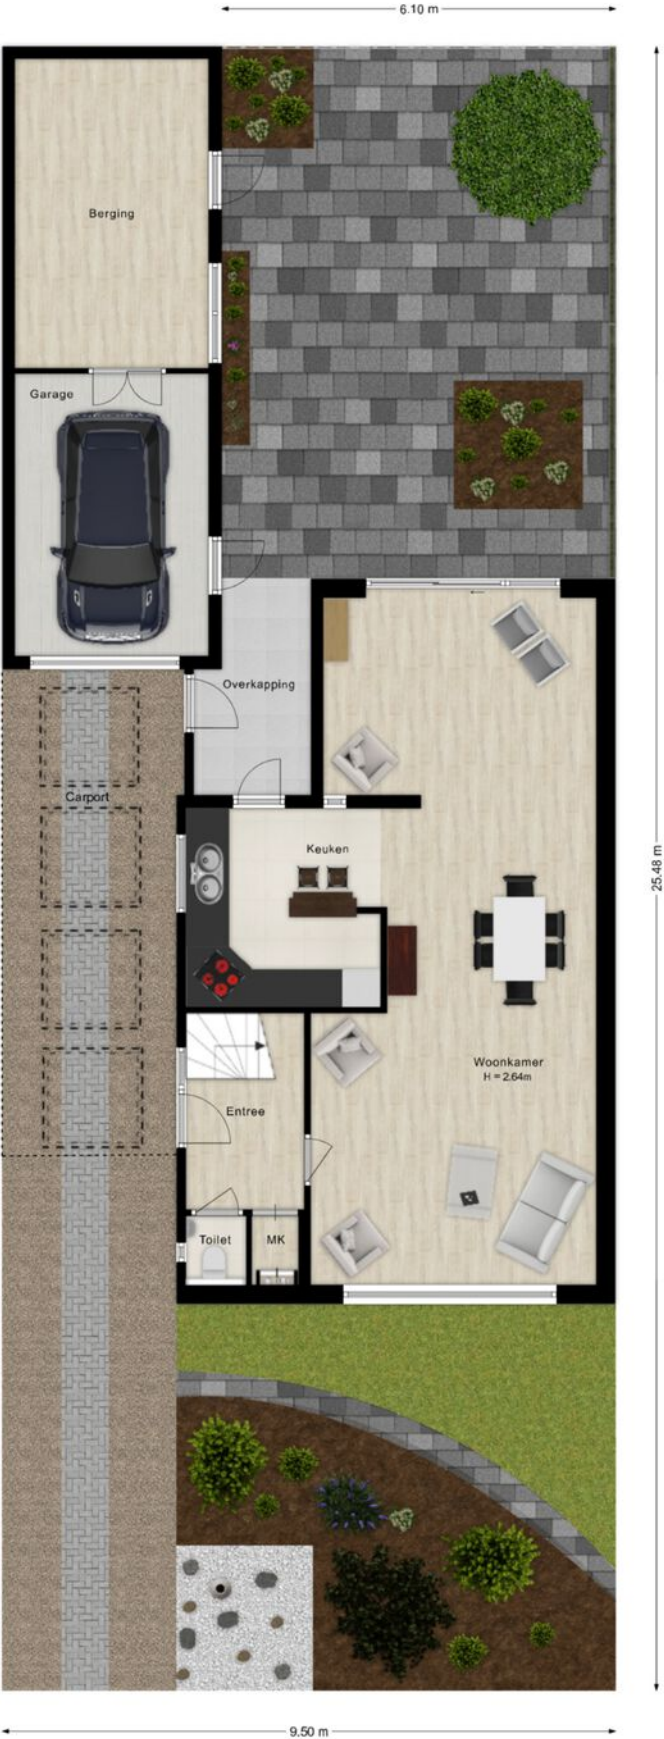 6.10 m
Berging
Garage
Overkapping
Carport
Keuken
25.48 m
Woonkamer
H = 2.64m
Entree
Toilet
MK
9.50 m